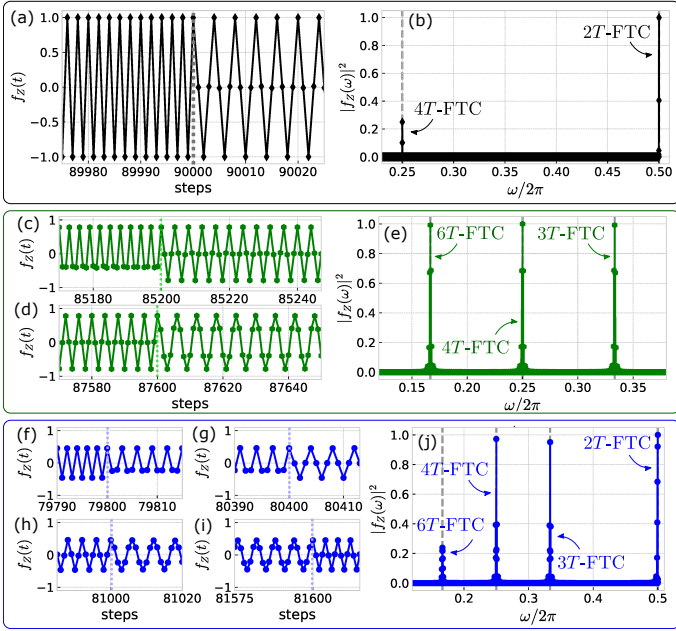 (a)
f_Z(t)
1.0
0.5
0.0
−0.5
−1.0
89980 89990 90000 90010 90020
steps
(b)
|f_Z(ω)|²
1.0
0.8
0.6
0.4
0.2
0.0
2T-FTC
4T-FTC
0.25 0.30 0.35 0.40 0.45 0.50
ω/2π
(c)
f_Z(t)
1
0
−1
85180 85200 85220 85240
(d)
f_Z(t)
1
0
−1
87580 87600 87620 87640
steps
(e)
|f_Z(ω)|²
1.0
0.8
0.6
0.4
0.2
0.0
6T-FTC
3T-FTC
4T-FTC
0.15 0.20 0.25 0.30 0.35
ω/2π
(f)
f_Z(t)
1
0
−1
79790 79800 79815
(g)
80390 80400 80413
(h)
f_Z(t)
1
0
−1
81000 81020
steps
(i)
81575 81600
steps
(j)
|f_Z(ω)|²
1.0
0.8
0.6
0.4
0.2
0.0
2T-FTC
4T-FTC
6T-FTC
3T-FTC
0.2 0.3 0.4 0.5
ω/2π